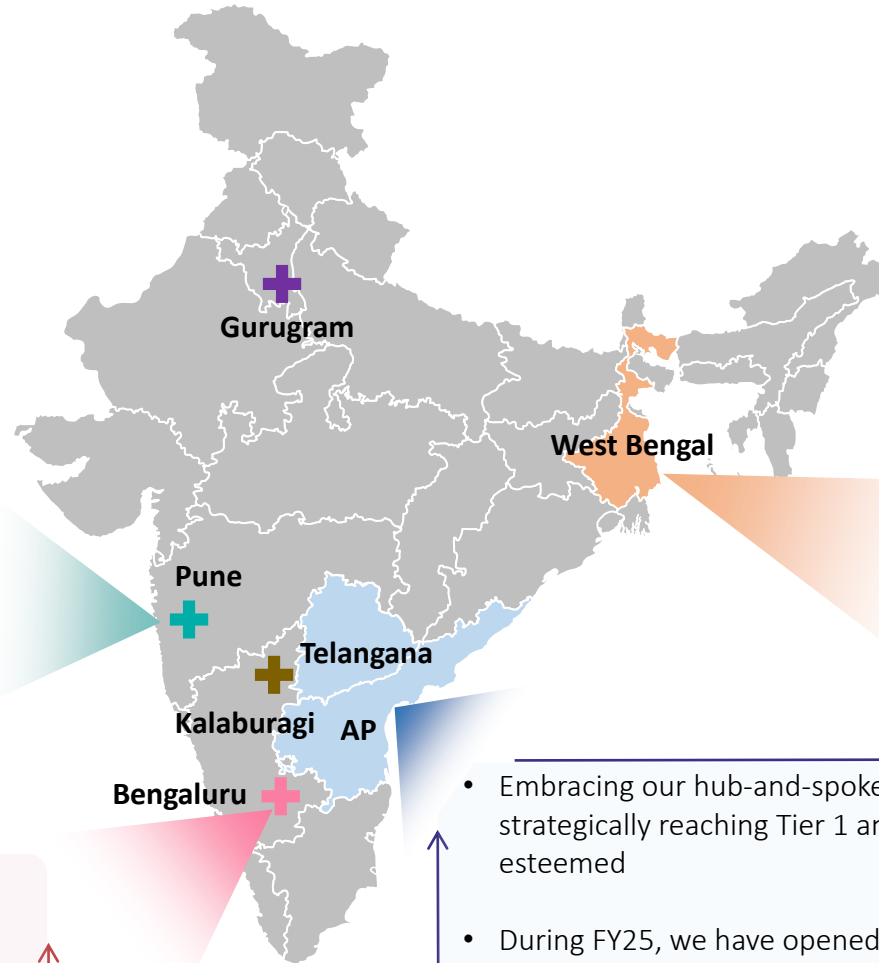 Gurugram
West Bengal
Pune
Telangana
Kalaburagi
AP
Bengaluru
• Embracing our hub-and-spoke
strategically reaching Tier 1 an
esteemed
• During FY25, we have opened